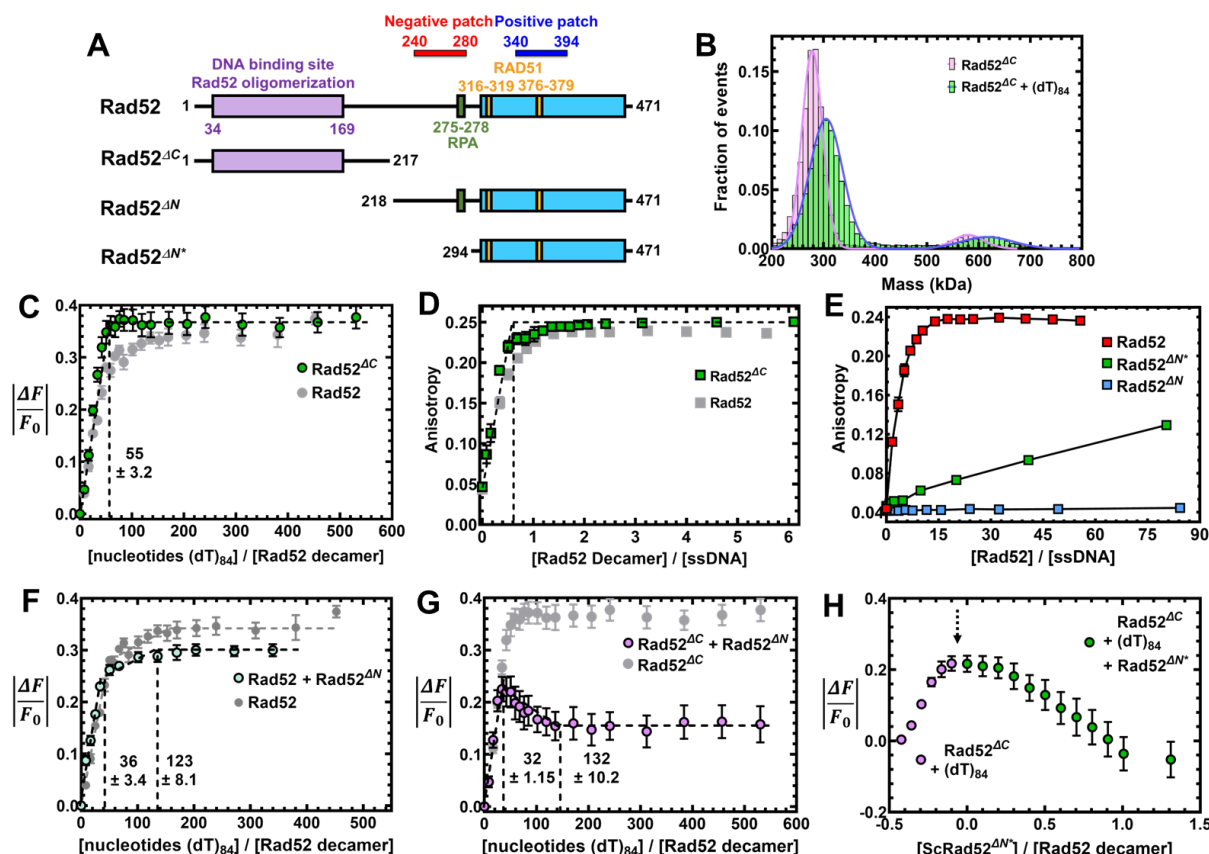 A
Negative patch
Positive patch
240 280
340 394
DNA binding site
Rad52 oligomerization
RAD51
316-319 376-379
Rad52 1
471
34 169
275-278
RPA
Rad52ΔC 1
217
Rad52ΔN
218
471
Rad52ΔN*
294
471
B
Fraction of events
0.15
0.10
0.05
0.00
200 300 400 500 600 700 800
Mass (kDa)
Rad52ΔC
Rad52ΔC + (dT)84
C
|ΔF/F0|
0.4
0.3
0.2
0.1
0.0
0 100 200 300 400 500 600
[nucleotides (dT)84] / [Rad52 decamer]
Rad52ΔC
Rad52
55
± 3.2
D
Anisotropy
0.25
0.20
0.15
0.10
0.05
0.00
0 1 2 3 4 5 6
[Rad52 Decamer] / [ssDNA]
Rad52ΔC
Rad52
E
Anisotropy
0.24
0.20
0.16
0.12
0.08
0.04
0 15 30 45 60 75 90
[Rad52] / [ssDNA]
Rad52
Rad52ΔN*
Rad52ΔN
F
|ΔF/F0|
0.4
0.3
0.2
0.1
0.0
0 100 200 300 400 500
[nucleotides (dT)84] / [Rad52 decamer]
Rad52 + Rad52ΔN
Rad52
36
± 3.4
123
± 8.1
G
|ΔF/F0|
0.4
0.3
0.2
0.1
0.0
0 100 200 300 400 500 600
[nucleotides (dT)84] / [Rad52 decamer]
Rad52ΔC + Rad52ΔN
Rad52ΔC
32
± 1.15
132
± 10.2
H
|ΔF/F0|
0.4
0.2
0.0
-0.2
-0.5 0.0 0.5 1.0 1.5
[ScRad52ΔN*] / [Rad52 decamer]
Rad52ΔC
+ (dT)84
+ Rad52ΔN*
Rad52ΔC
+ (dT)84